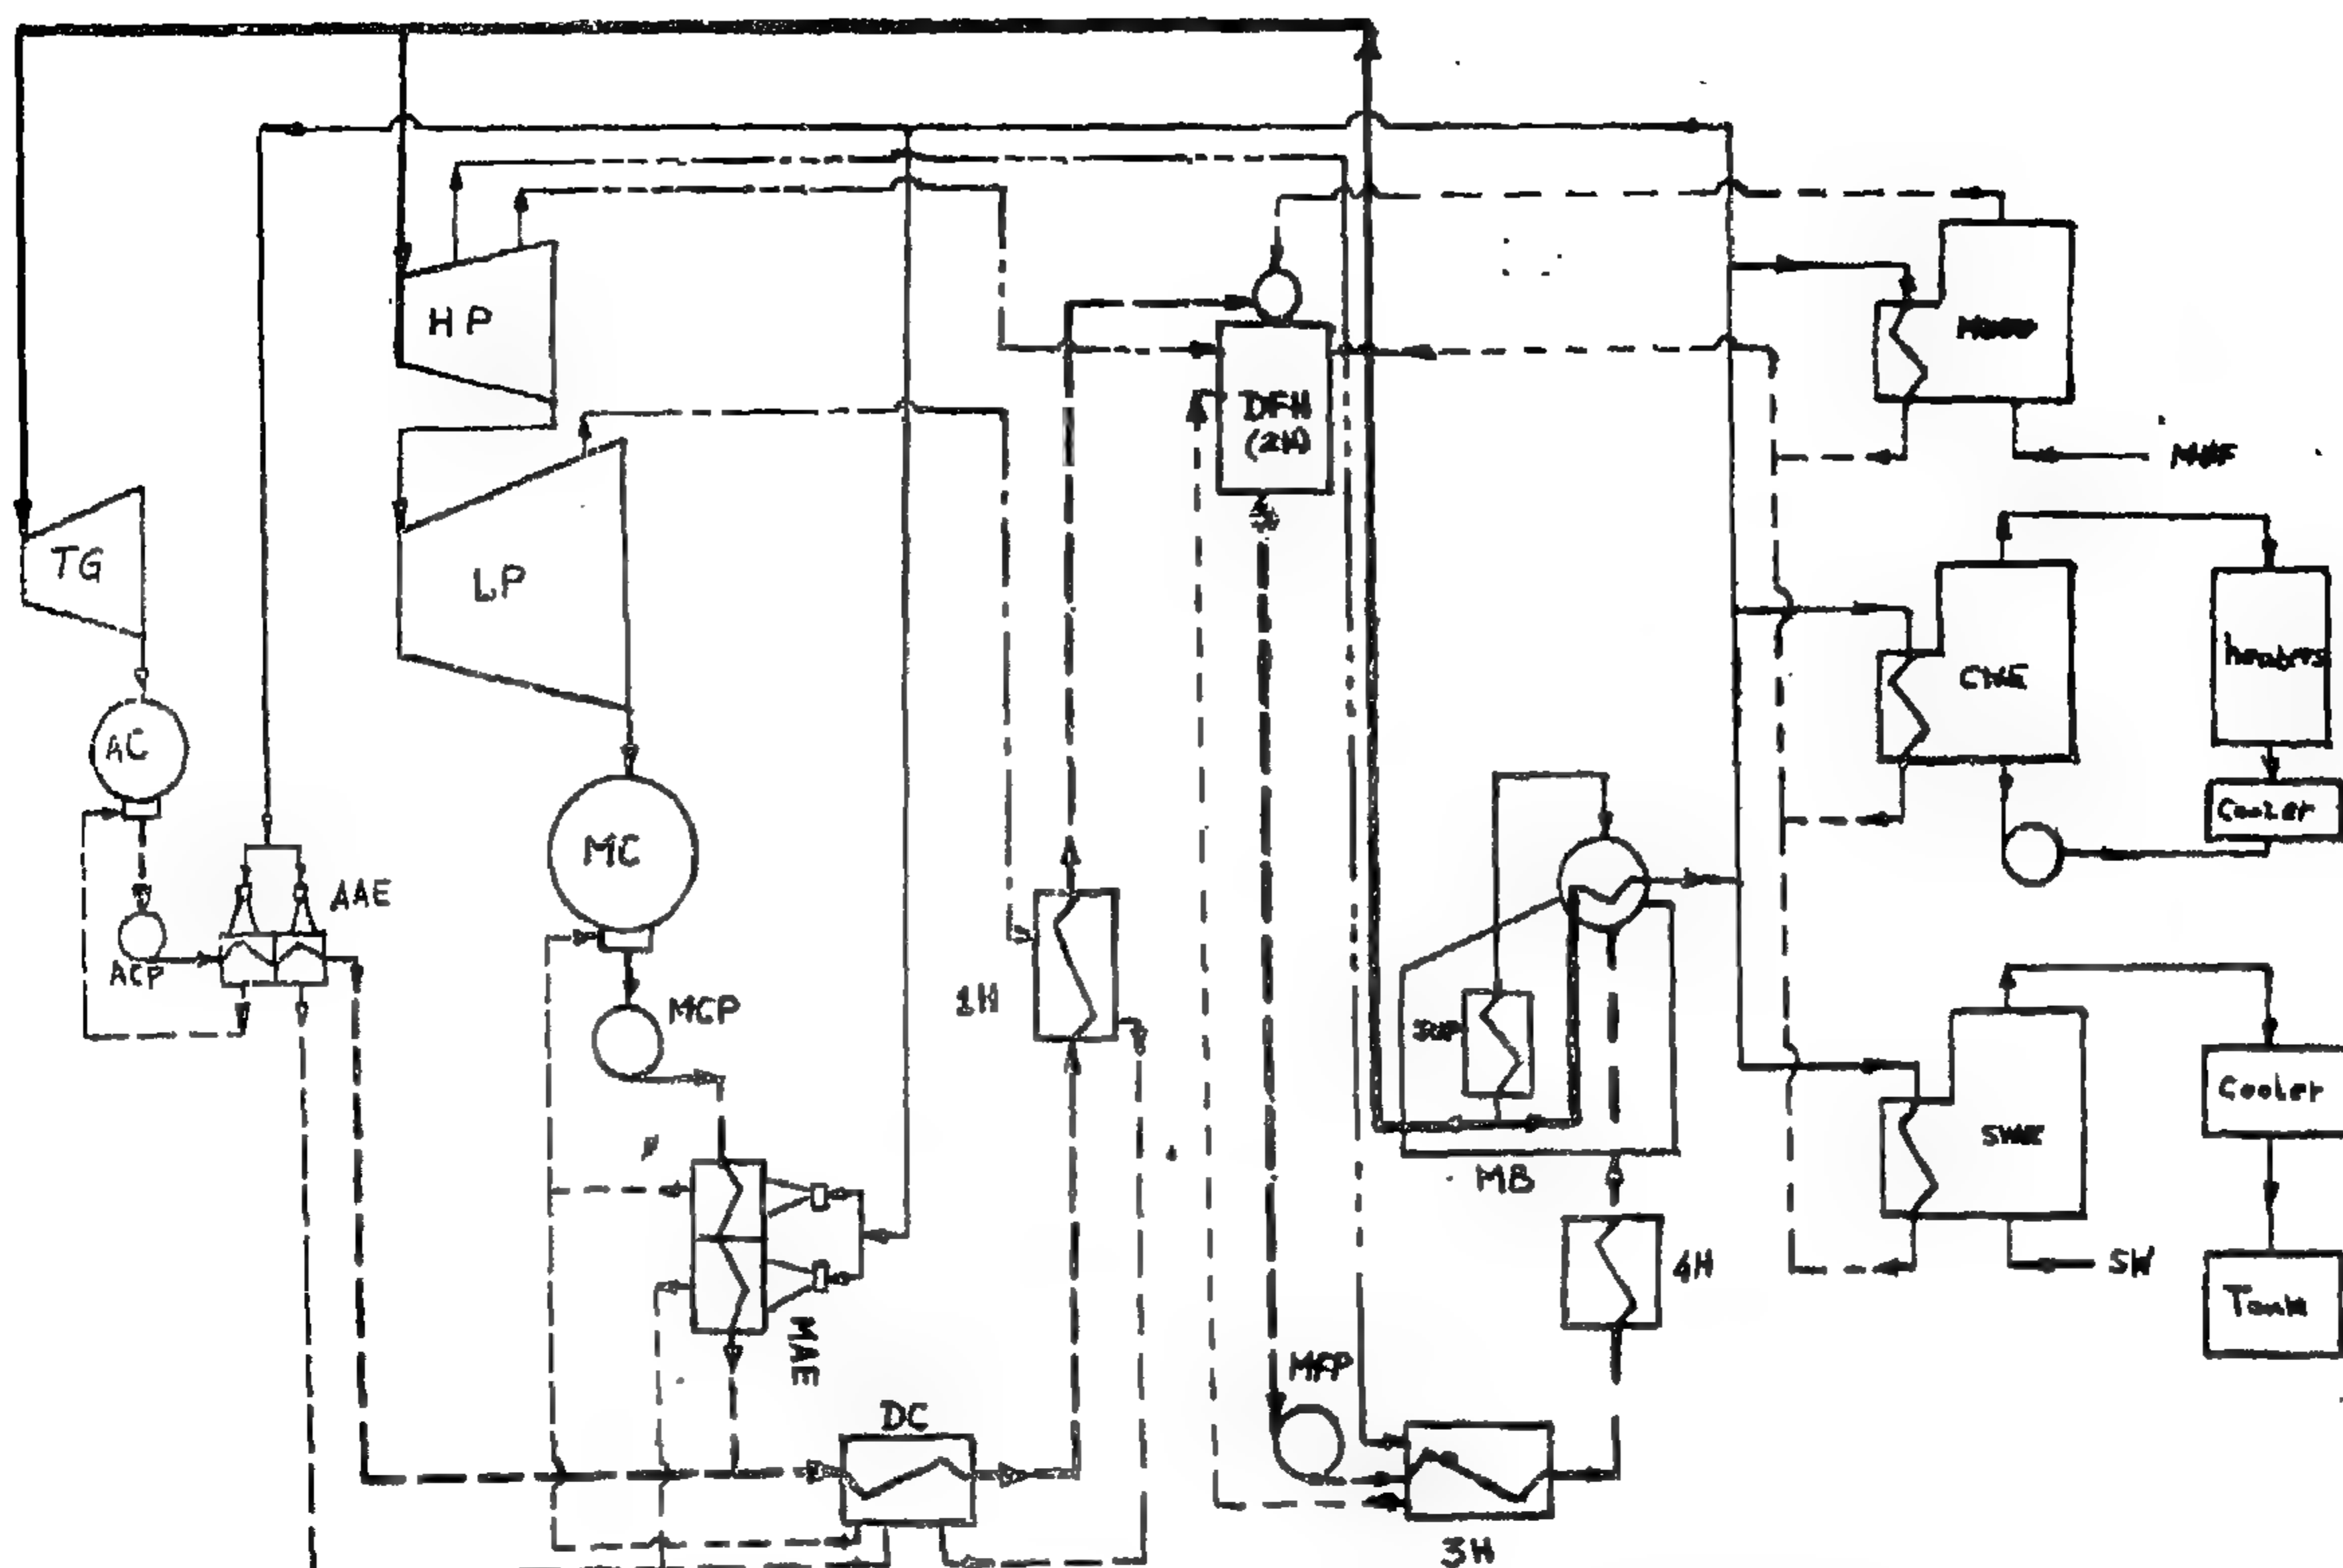 HP
TG
LP
AC
MC
AAE
ACP
MCP
1H
MAE
DC
DFH
(2H)
MB
4H
MFP
3H
heaters
Cooler
Cooler
SW
Tank